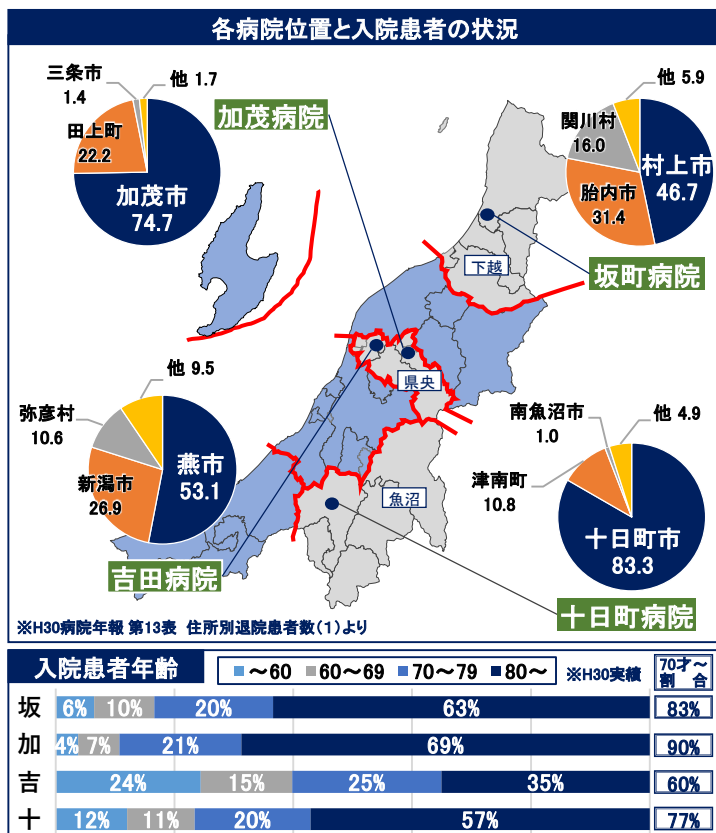 各病院位置と入院患者の状況
三条市
1.4
他 1.7
田上町
22.2
加茂市
74.7
加茂病院
他 5.9
関川村
16.0
村上市
46.7
胎内市
31.4
下越
坂町病院
県央
他 9.5
弥彦村
10.6
燕市
53.1
新潟市
26.9
吉田病院
魚沼
南魚沼市
1.0
他 4.9
津南町
10.8
十日町市
83.3
十日町病院
※H30病院年報 第13表 住所別退院患者数(1)より
入院患者年齢
～60 60～69 70～79 80～
※H30実績
70才～
割 合
坂 6% 10% 20% 63% 83%
加 4% 7% 21% 69% 90%
吉 24% 15% 25% 35% 60%
十 12% 11% 20% 57% 77%